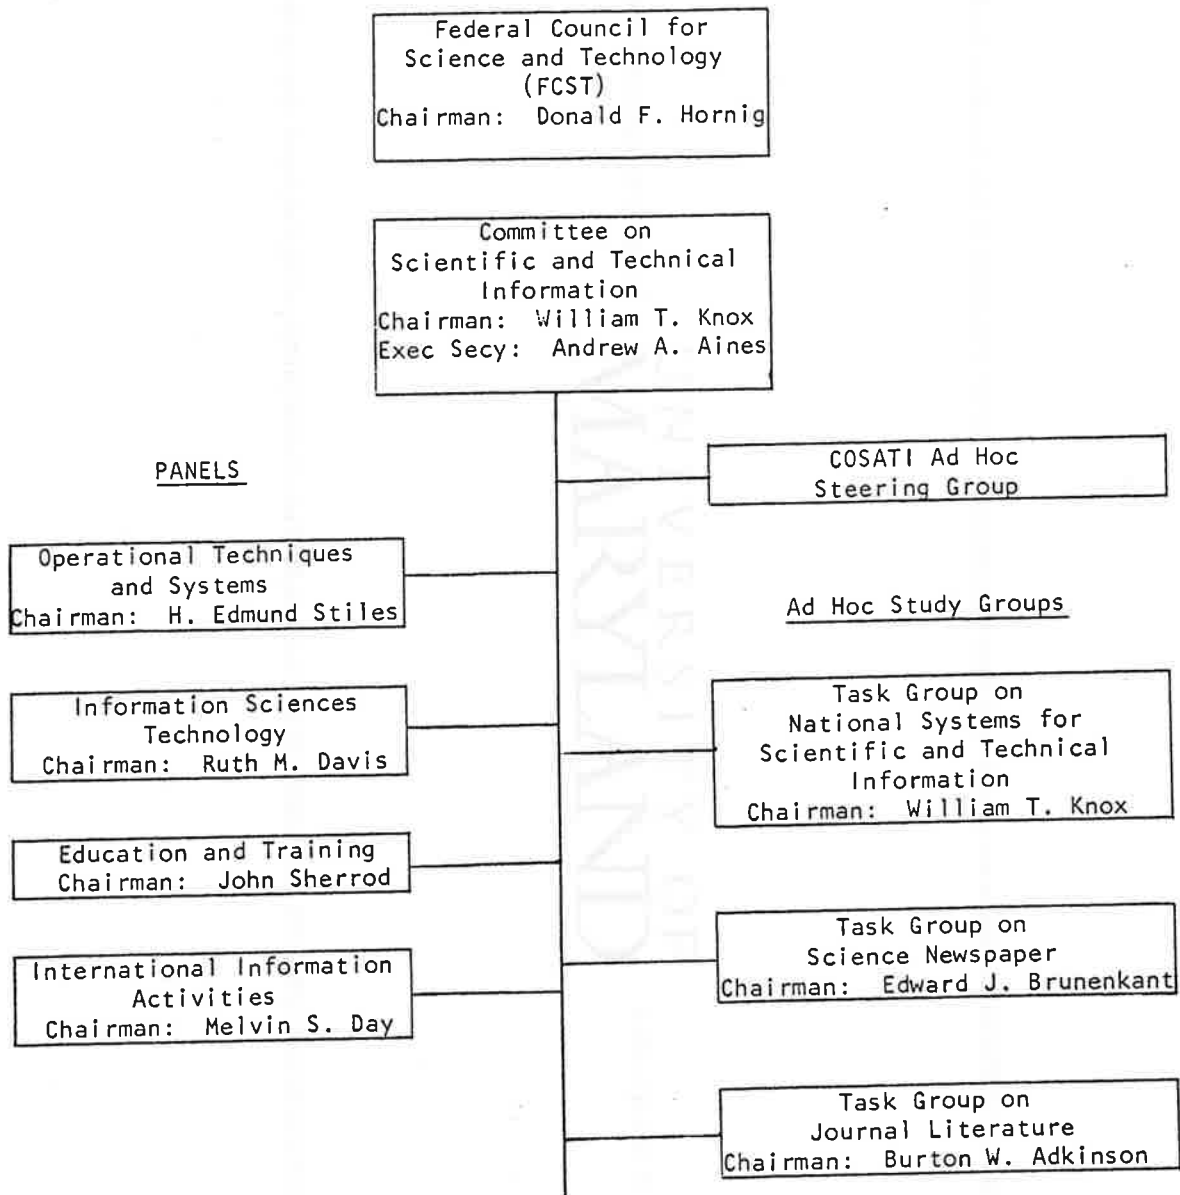 Federal Council for
Science and Technology
(FCST)
Chairman: Donald F. Hornig
Committee on
Scientific and Technical
Information
Chairman: William T. Knox
Exec Secy: Andrew A. Aines
COSATI Ad Hoc
Steering Group
PANELS
Operational Techniques
and Systems
Chairman: H. Edmund Stiles
Information Sciences
Technology
Chairman: Ruth M. Davis
Education and Training
Chairman: John Sherrod
International Information
Activities
Chairman: Melvin S. Day
Ad Hoc Study Groups
Task Group on
National Systems for
Scientific and Technical
Information
Chairman: William T. Knox
Task Group on
Science Newspaper
Chairman: Edward J. Brunenkant
Task Group on
Journal Literature
Chairman: Burton W. Adkinson
UNIVERSITY OF
MARYLAND